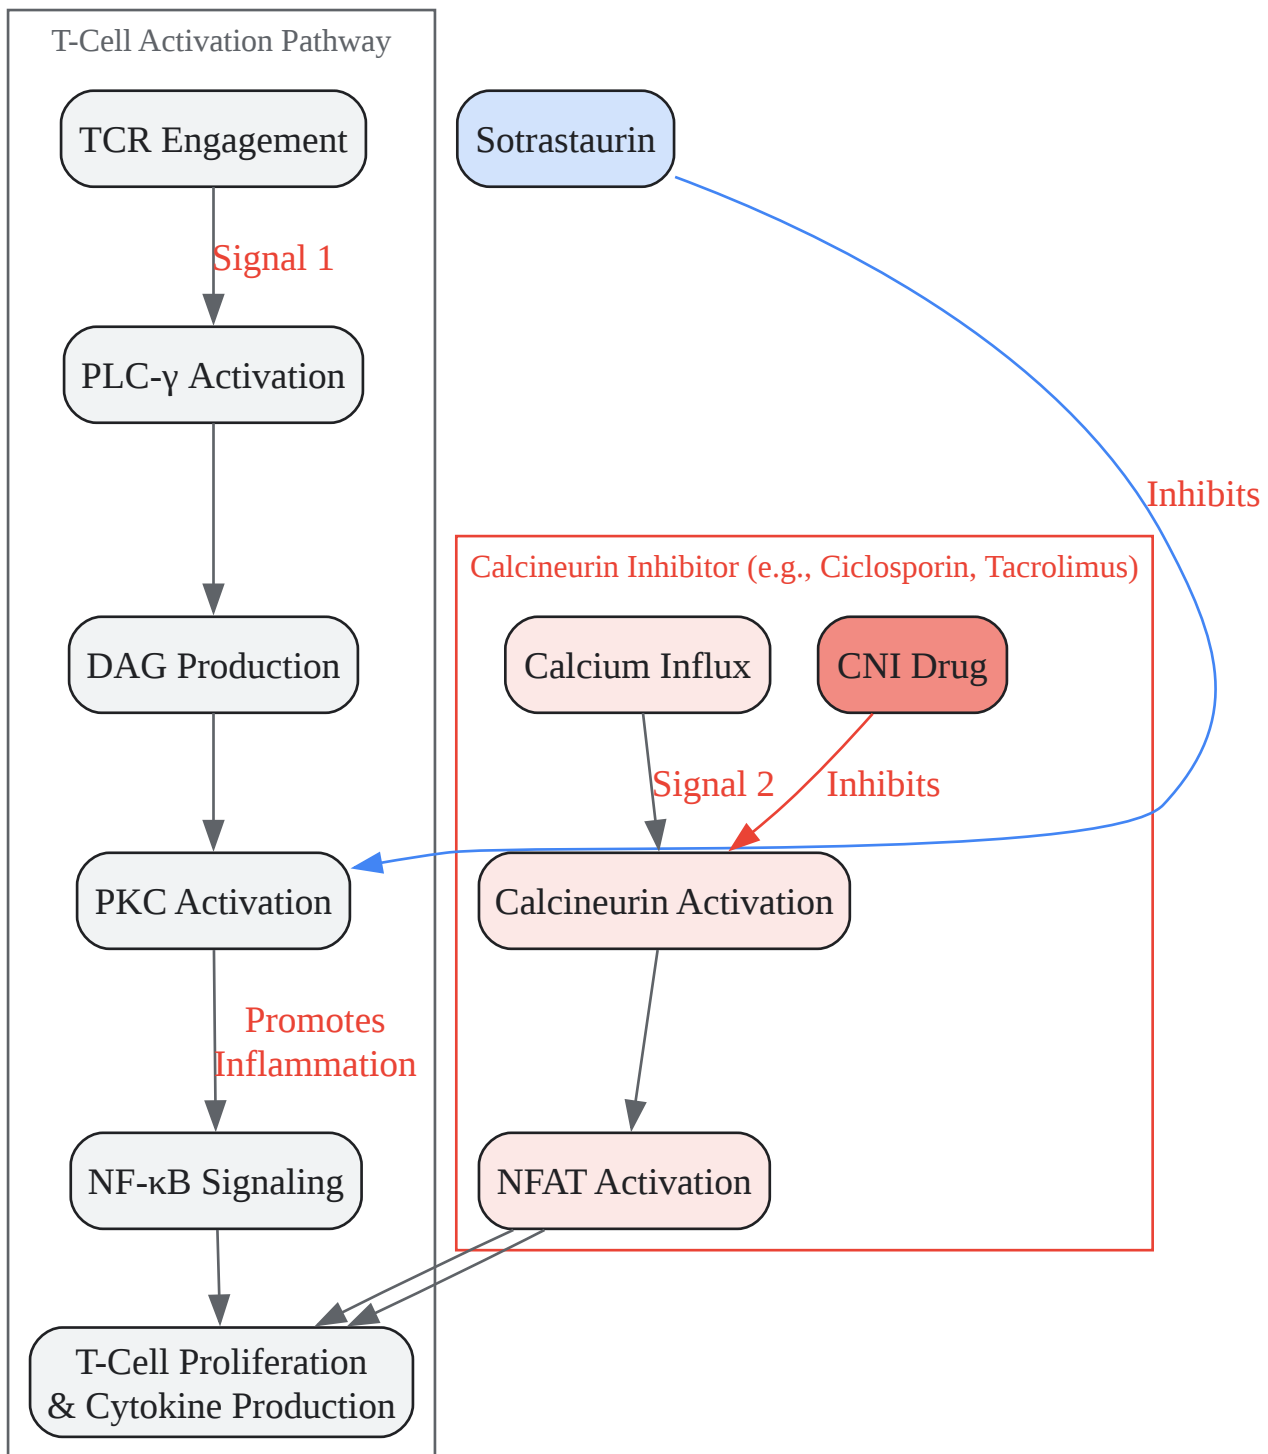 T-Cell Activation Pathway
TCR Engagement
Sotrastaurin
Signal 1
PLC-γ Activation
Inhibits
Calcineurin Inhibitor (e.g., Ciclosporin, Tacrolimus)
DAG Production
Calcium Influx
CNI Drug
Signal 2
Inhibits
PKC Activation
Calcineurin Activation
Promotes
Inflammation
NF-κB Signaling
NFAT Activation
T-Cell Proliferation
& Cytokine Production